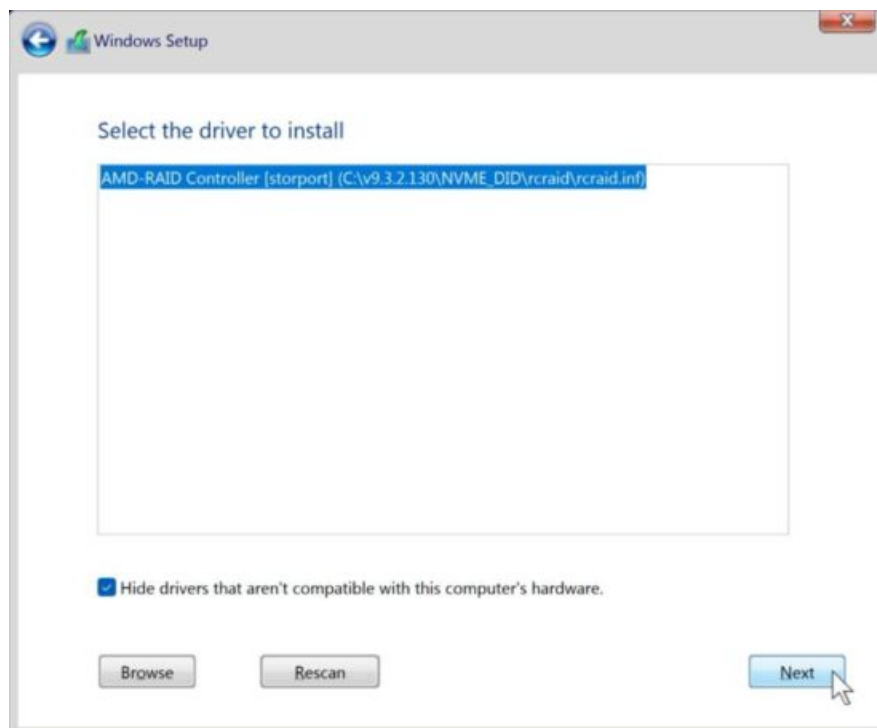 Windows Setup
Select the driver to install
AMD-RAID Controller [storport] (C:\v9.3.2.130\NVME_DID\rcraid\rcraid.inf)
Hide drivers that aren't compatible with this computer's hardware.
Browse Rescan Next